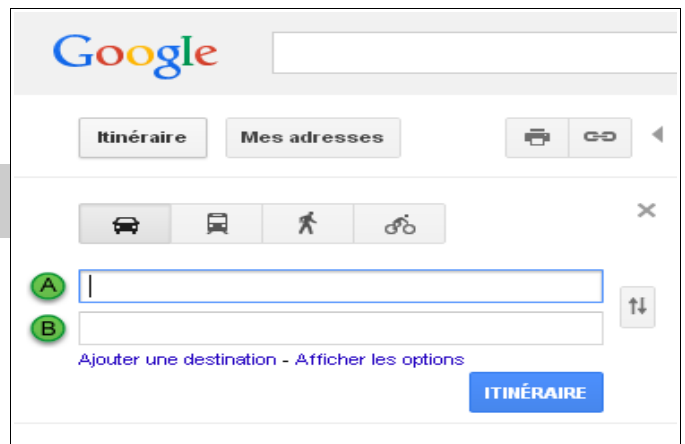 Google
Itinéraire Mes adresses
A
B
Ajouter une destination - Afficher les options
ITINÉRAIRE